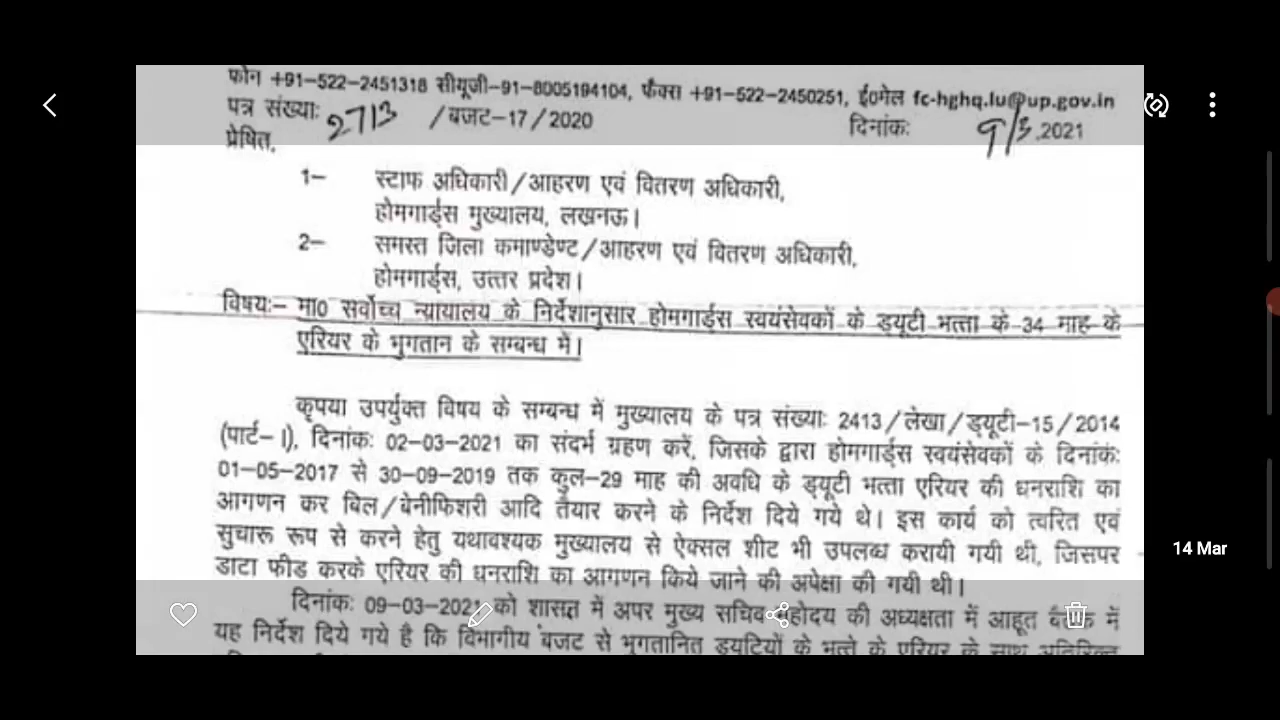 फोन +91-522-2451318 सीयूजी-91-8005194104, फैक्स +91-522-2450251, ई०मेल fc-hghq.lu@up.gov.in
पत्र संख्याः 2713 /बजट-17/2020 दिनांकः 9/3,2021
प्रेषित,
1- स्टाफ अधिकारी/आहरण एवं वितरण अधिकारी,
होमगार्ड्स मुख्यालय, लखनऊ।
2- समस्त जिला कमाण्डेण्ट/आहरण एवं वितरण अधिकारी,
होमगार्ड्स, उत्तर प्रदेश।
विषयः- मा0 सर्वोच्च न्यायालय के निर्देशानुसार होमगार्ड्स स्वयंसेवकों के ड्यूटी भत्ता के 34 माह के
एरियर के भुगतान के सम्बन्ध में।
कृपया उपर्युक्त विषय के सम्बन्ध में मुख्यालय के पत्र संख्याः 2413/लेखा/ड्यूटी-15/2014
(पार्ट-I), दिनांकः 02-03-2021 का संदर्भ ग्रहण करें, जिसके द्वारा होमगार्ड्स स्वयंसेवकों के दिनांकः
01-05-2017 से 30-09-2019 तक कुल-29 माह की अवधि के ड्यूटी भत्ता एरियर की धनराशि का
आगणन कर बिल/बेनीफिशरी आदि तैयार करने के निर्देश दिये गये थे। इस कार्य को त्वरित एवं
सुचारू रूप से करने हेतु यथावश्यक मुख्यालय से ऐक्सल शीट भी उपलब्ध करायी गयी थी, जिसपर
डाटा फीड करके एरियर की धनराशि का आगणन किये जाने की अपेक्षा की गयी थी।
14 Mar
दिनांकः 09-03-2021 को शासन में अपर मुख्य सचिव महोदय की अध्यक्षता में आहूत बैठक में
यह निर्देश दिये गये है कि विभागीय बजट से भुगतानित ड्यूटियों के भत्ते के एरियर के साथ अतिरिक्त